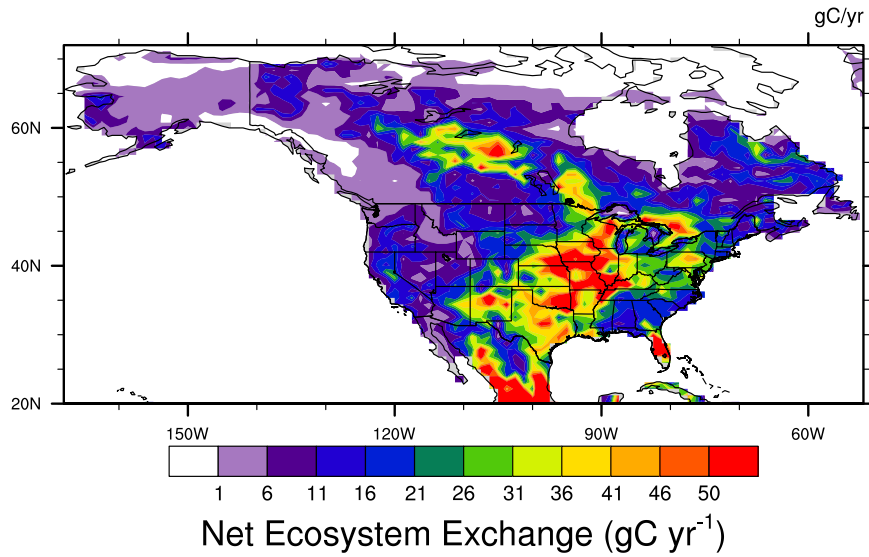 gC/yr
60N
40N
20N
150W 120W 90W 60W
1 6 11 16 21 26 31 36 41 46 50
Net Ecosystem Exchange (gC yr⁻¹)